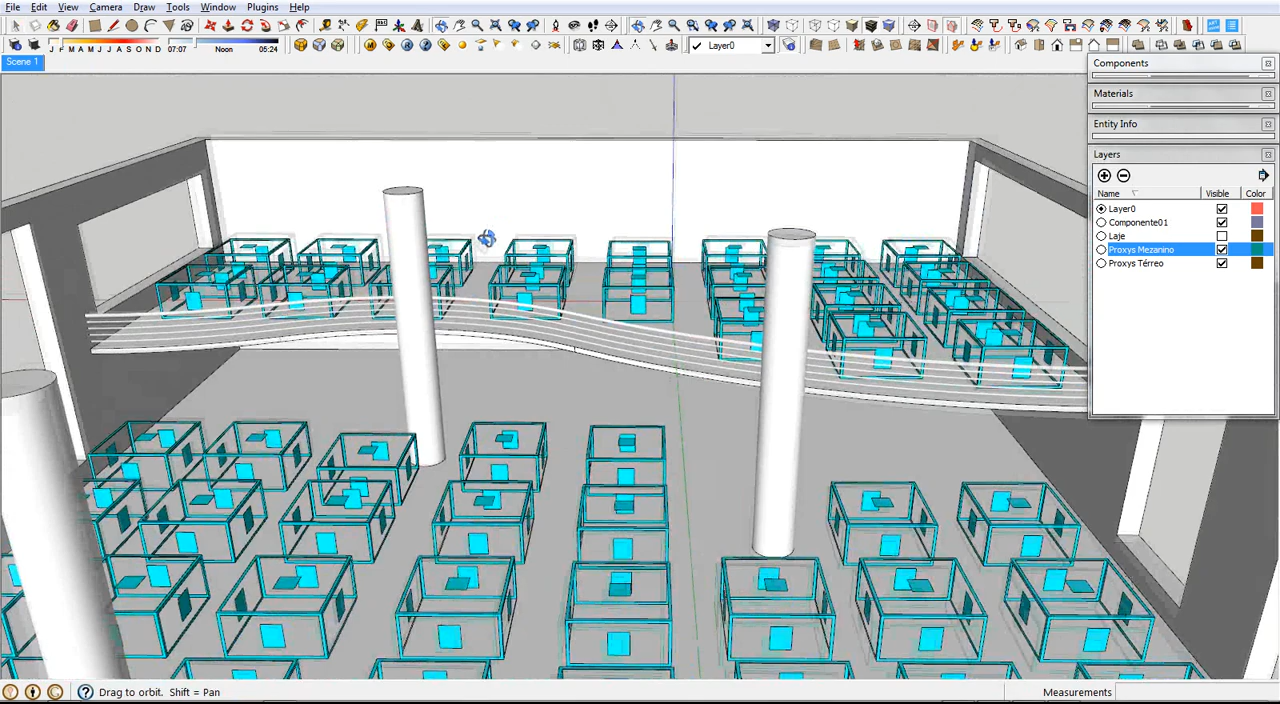 File Edit View Camera Draw Tools Window Plugins Help
J F M A M J J A S O N D 07:07 Noon 05:24 Layer0
Scene 1
Components
Materials
Entity Info
Layers
Name Visible Color
Layer0
Componente01
Laje
Proxys Mezanino
Proxys Térreo
Drag to orbit. Shift = Pan Measurements